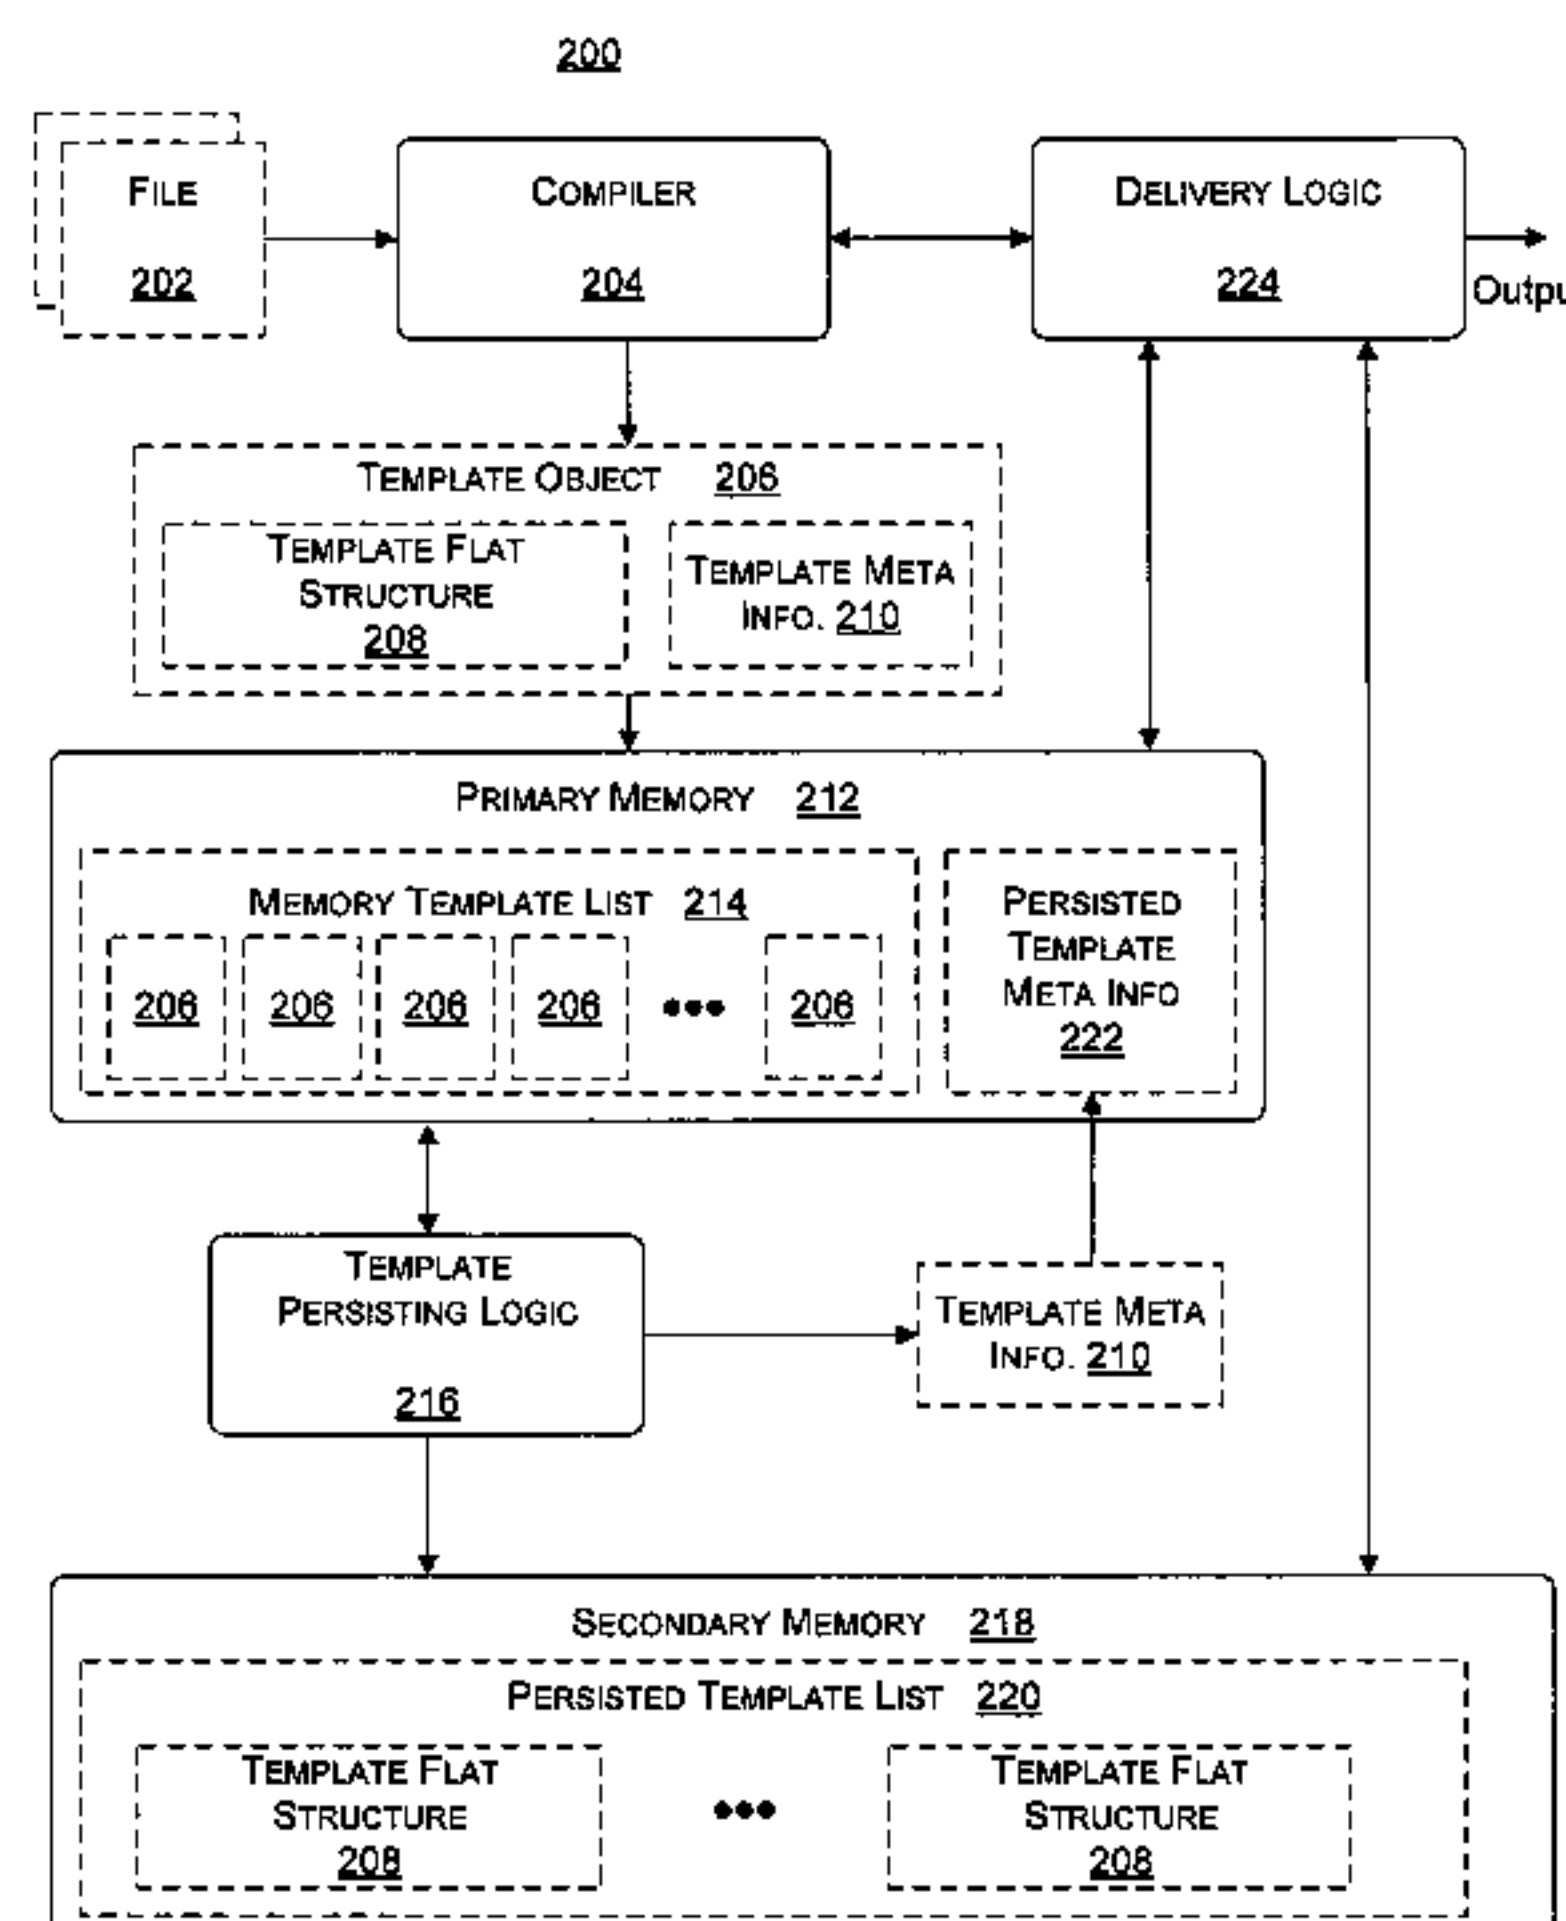 200
FILE
202
COMPILER
204
DELIVERY LOGIC
224
Outpu
TEMPLATE OBJECT 206
TEMPLATE FLAT
STRUCTURE
208
TEMPLATE META
INFO. 210
PRIMARY MEMORY 212
MEMORY TEMPLATE LIST 214
206 206 206 206 ••• 206
PERSISTED
TEMPLATE
META INFO
222
TEMPLATE
PERSISTING LOGIC
216
TEMPLATE META
INFO. 210
SECONDARY MEMORY 218
PERSISTED TEMPLATE LIST 220
TEMPLATE FLAT
STRUCTURE
208
•••
TEMPLATE FLAT
STRUCTURE
208